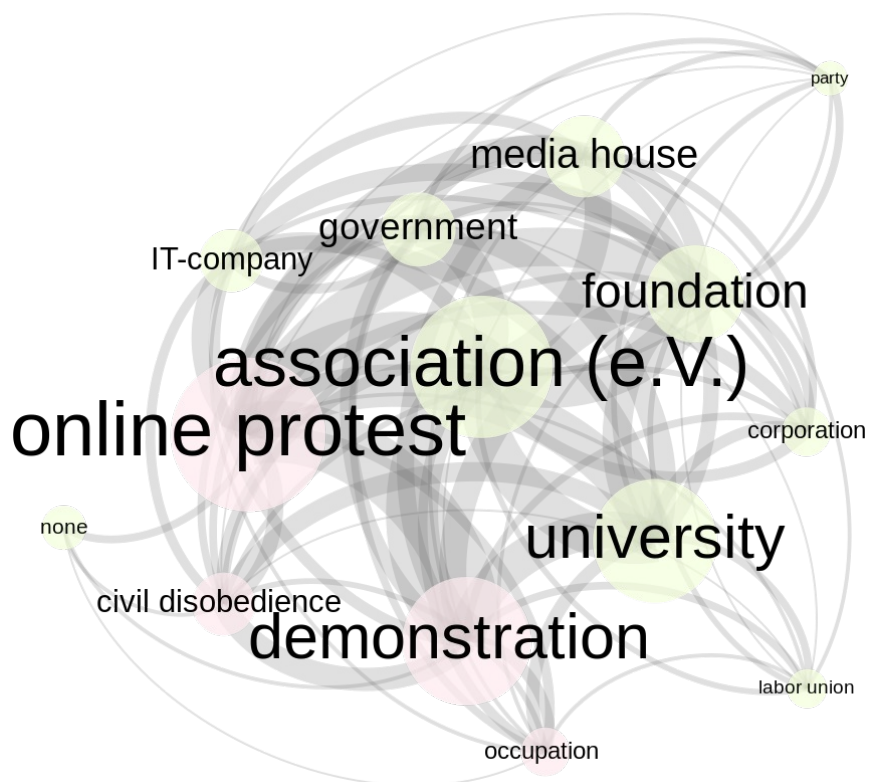 party
media house
government
IT-company
foundation
association (e.V.)
online protest
corporation
none
university
civil disobedience
demonstration
labor union
occupation